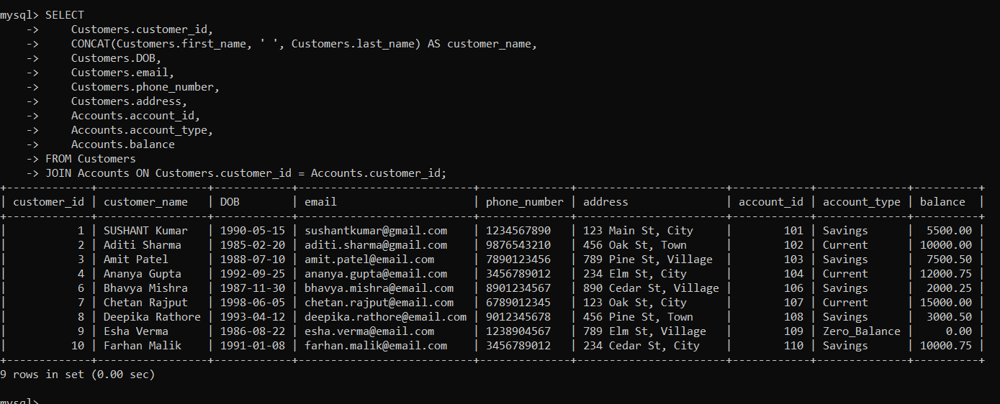 mysql> SELECT
    ->     Customers.customer_id,
    ->     CONCAT(Customers.first_name, ' ', Customers.last_name) AS customer_name,
    ->     Customers.DOB,
    ->     Customers.email,
    ->     Customers.phone_number,
    ->     Customers.address,
    ->     Accounts.account_id,
    ->     Accounts.account_type,
    ->     Accounts.balance
    -> FROM Customers
    -> JOIN Accounts ON Customers.customer_id = Accounts.customer_id;
+-------------+-----------------+------------+---------------------------+--------------+-----------------------+------------+--------------+----------+
| customer_id | customer_name   | DOB        | email                     | phone_number | address               | account_id | account_type | balance  |
+-------------+-----------------+------------+---------------------------+--------------+-----------------------+------------+--------------+----------+
|           1 | SUSHANT Kumar   | 1990-05-15 | sushantkumar@gmail.com    | 1234567890   | 123 Main St, City     |        101 | Savings      |  5500.00 |
|           2 | Aditi Sharma    | 1985-02-20 | aditi.sharma@gmail.com    | 9876543210   | 456 Oak St, Town      |        102 | Current      | 10000.00 |
|           3 | Amit Patel      | 1988-07-10 | amit.patel@email.com      | 7890123456   | 789 Pine St, Village  |        103 | Savings      |  7500.50 |
|           4 | Ananya Gupta    | 1992-09-25 | ananya.gupta@email.com    | 3456789012   | 234 Elm St, City      |        104 | Current      | 12000.75 |
|           6 | Bhavya Mishra   | 1987-11-30 | bhavya.mishra@email.com   | 8901234567   | 890 Cedar St, Village |        106 | Savings      |  2000.25 |
|           7 | Chetan Rajput   | 1998-06-05 | chetan.rajput@email.com   | 6789012345   | 123 Oak St, City      |        107 | Current      | 15000.00 |
|           8 | Deepika Rathore | 1993-04-12 | deepika.rathore@email.com | 9012345678   | 456 Pine St, Town     |        108 | Savings      |  3000.50 |
|           9 | Esha Verma      | 1986-08-22 | esha.verma@email.com      | 1238904567   | 789 Elm St, Village   |        109 | Zero_Balance |     0.00 |
|          10 | Farhan Malik    | 1991-01-08 | farhan.malik@email.com    | 3456789012   | 234 Cedar St, City    |        110 | Savings      | 10000.75 |
+-------------+-----------------+------------+---------------------------+--------------+-----------------------+------------+--------------+----------+
9 rows in set (0.00 sec)
mysql>